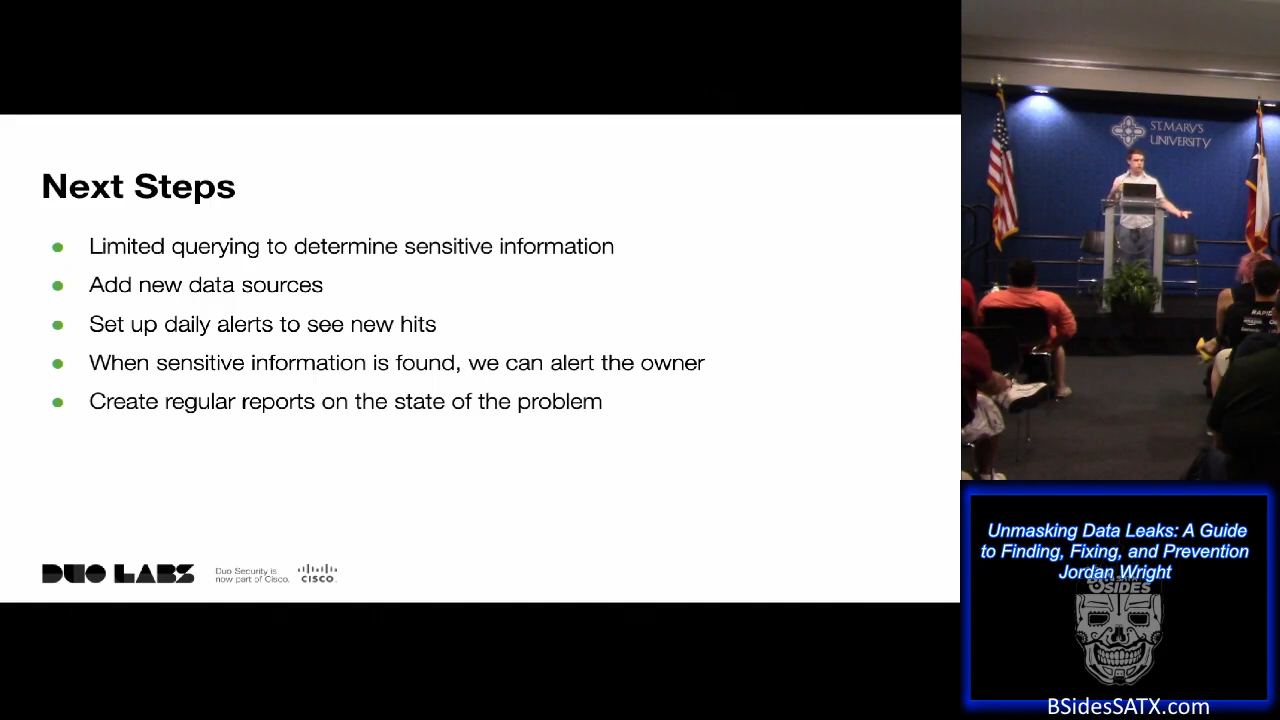 Next Steps
Limited querying to determine sensitive information
Add new data sources
Set up daily alerts to see new hits
When sensitive information is found, we can alert the owner
Create regular reports on the state of the problem
DUO LABS
Duo Security is
now part of Cisco.
CISCO
ST. MARY'S
UNIVERSITY
RAPID
Unmasking Data Leaks: A Guide
to Finding, Fixing, and Prevention
Jordan Wright
BSIDES
BSidesSATX.com